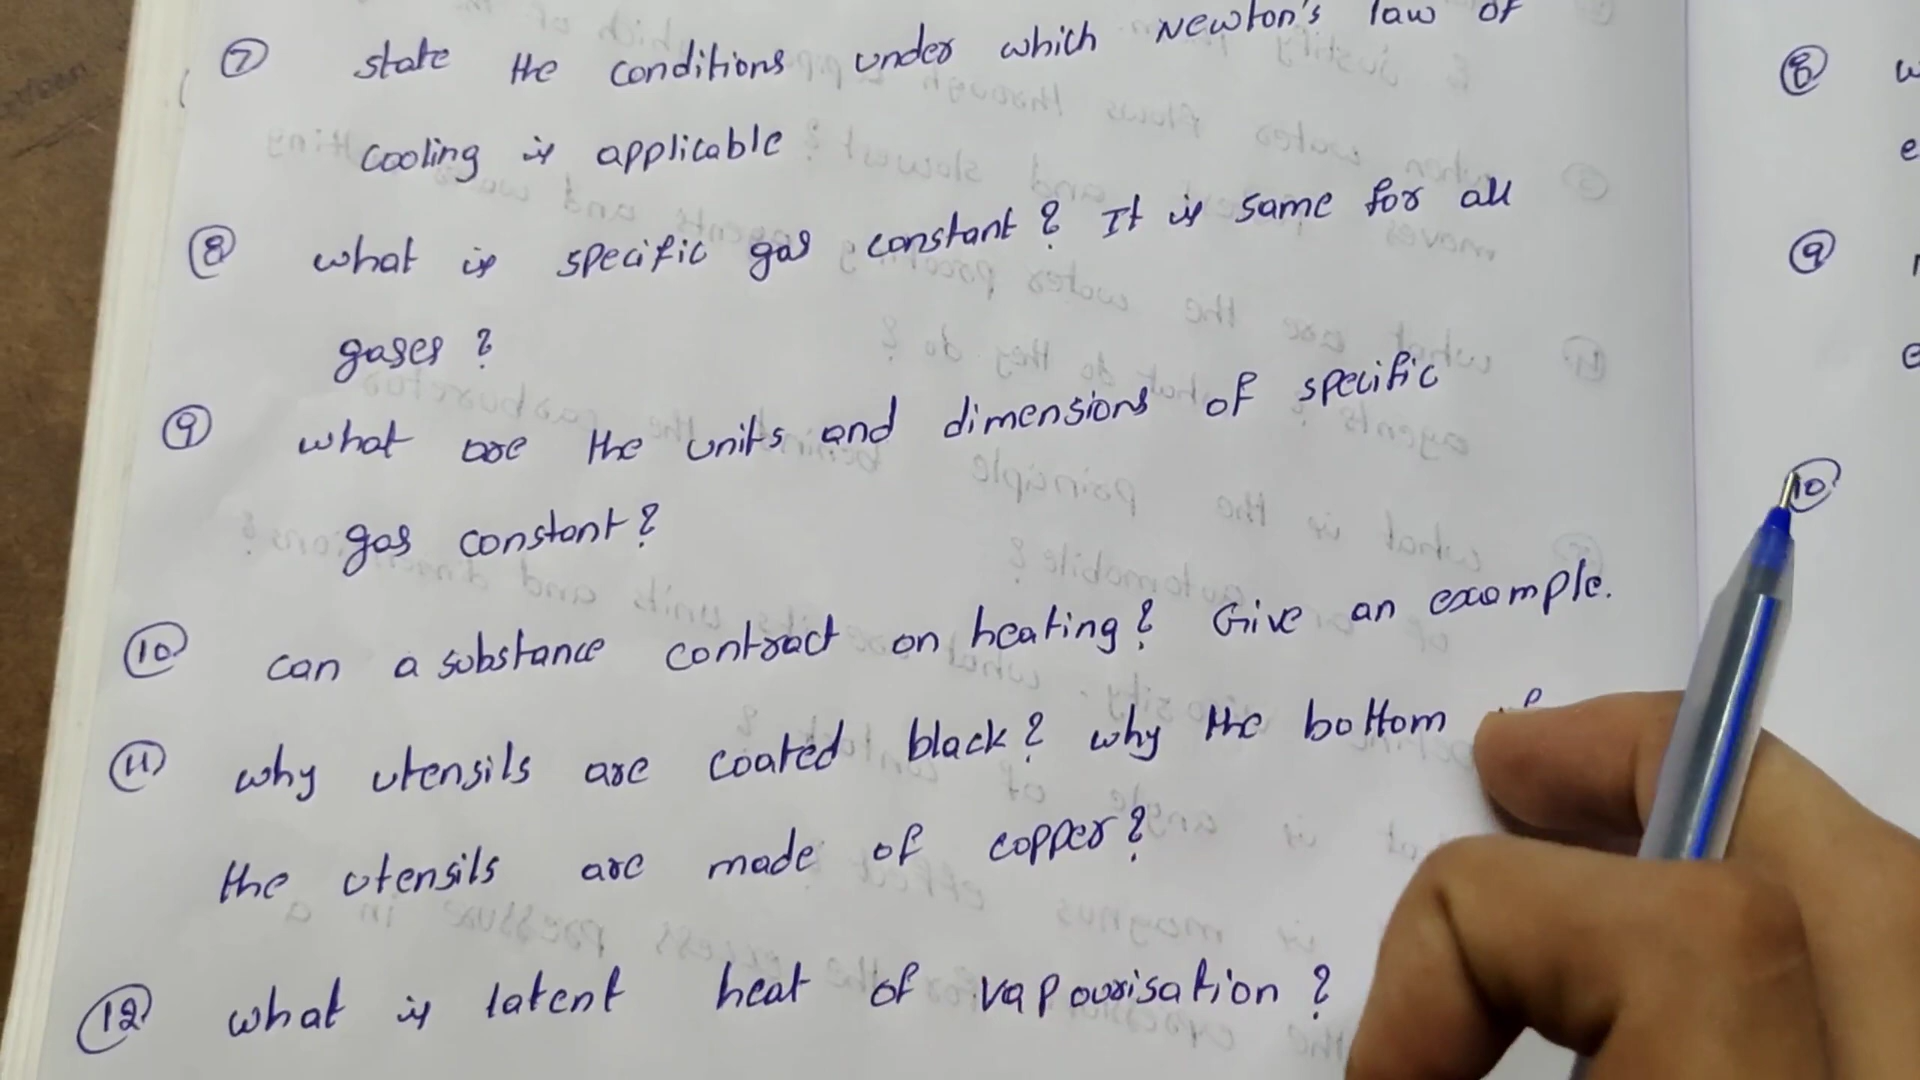 ⑦ state the conditions under which Newton's law of
cooling is applicable
⑧ what is specific gas constant? It is same for all
gases?
⑨ what are the units and dimensions of specific
gas constant?
⑩ can a substance contract on heating? Give an example.
⑪ why utensils are coated black? why the bottom of
the utensils are made of copper?
⑫ what is latent heat of vapourisation?
⑧
⑨
⑩